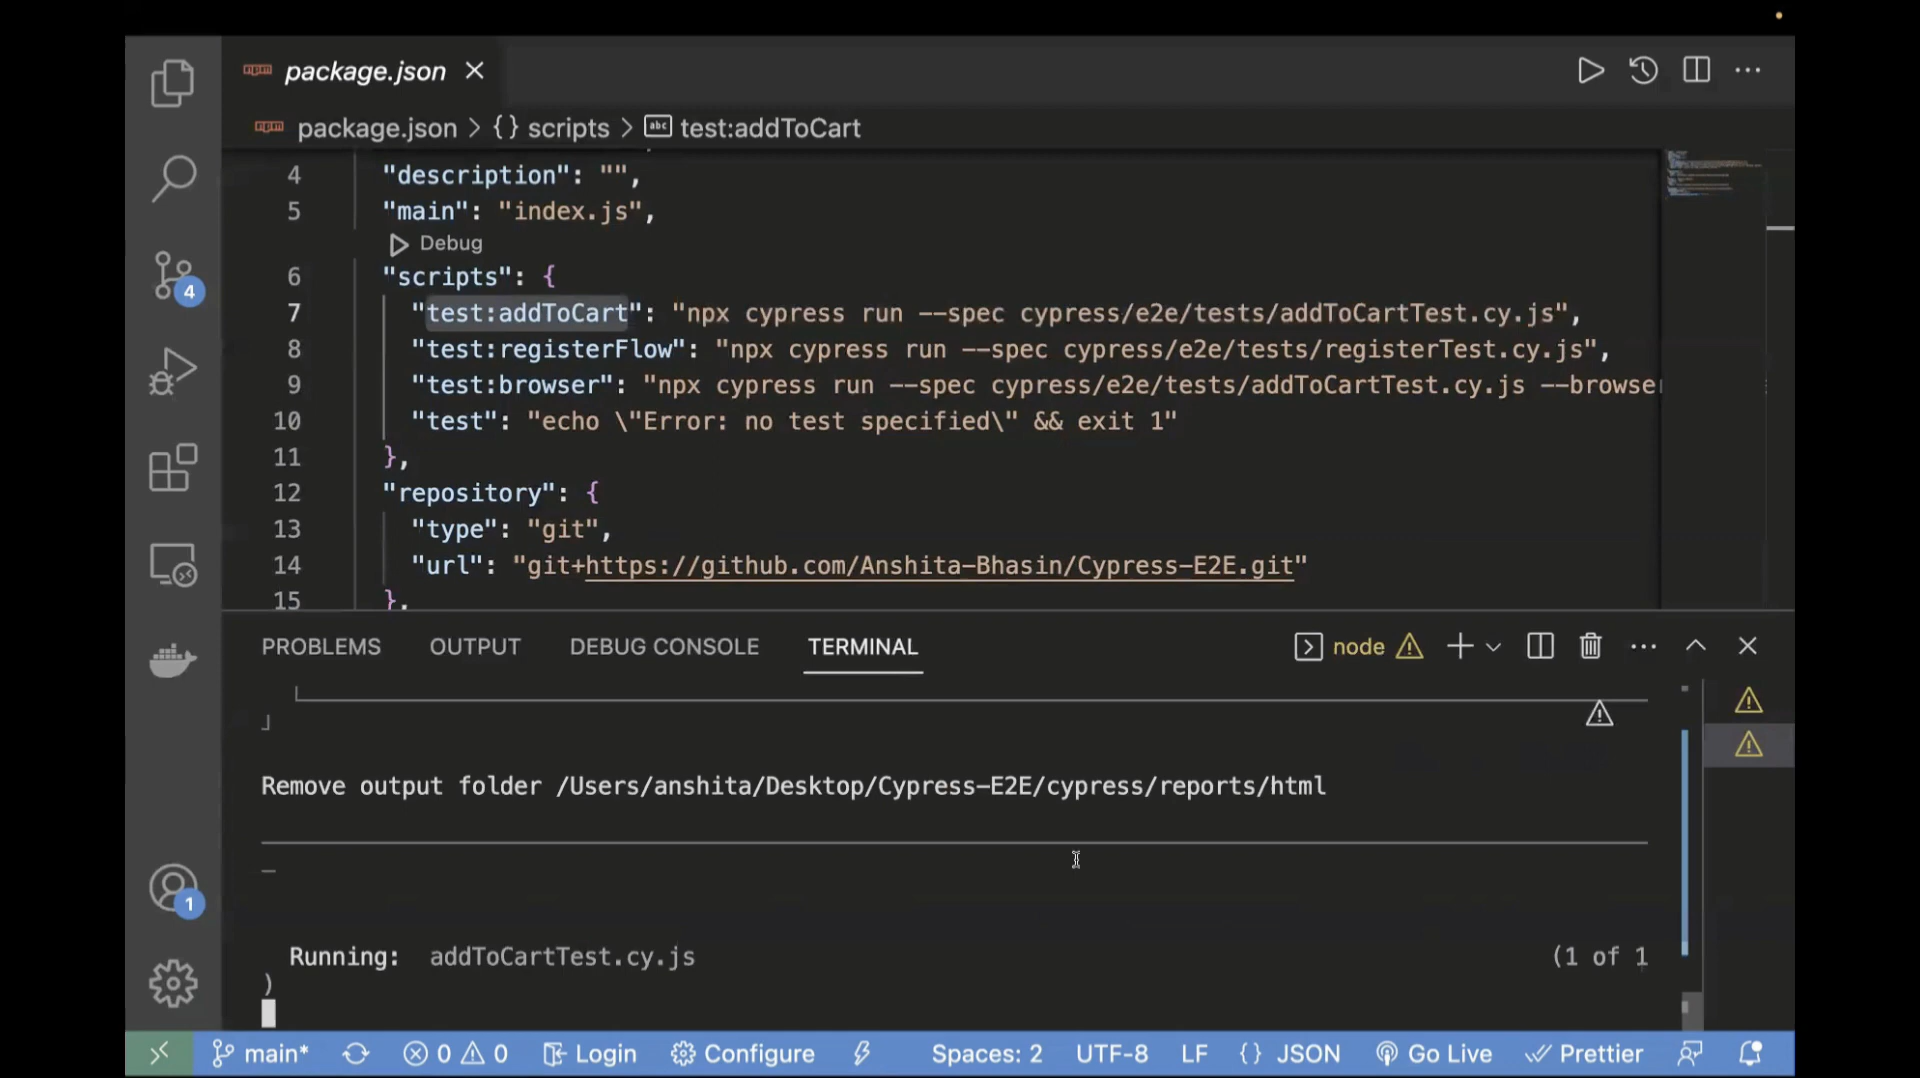 package.json
package.json > {} scripts > abc test:addToCart
4 "description": "",
5 "main": "index.js",
Debug
6 "scripts": {
7 "test:addToCart": "npx cypress run --spec cypress/e2e/tests/addToCartTest.cy.js",
8 "test:registerFlow": "npx cypress run --spec cypress/e2e/tests/registerTest.cy.js",
9 "test:browser": "npx cypress run --spec cypress/e2e/tests/addToCartTest.cy.js --browse
10 "test": "echo \"Error: no test specified\" && exit 1"
11 },
12 "repository": {
13 "type": "git",
14 "url": "git+https://github.com/Anshita-Bhasin/Cypress-E2E.git"
15 },
PROBLEMS OUTPUT DEBUG CONSOLE TERMINAL node
Remove output folder /Users/anshita/Desktop/Cypress-E2E/cypress/reports/html
Running: addToCartTest.cy.js (1 of 1
)
4
1
main* 0 0 Login Configure Spaces: 2 UTF-8 LF {} JSON Go Live Prettier